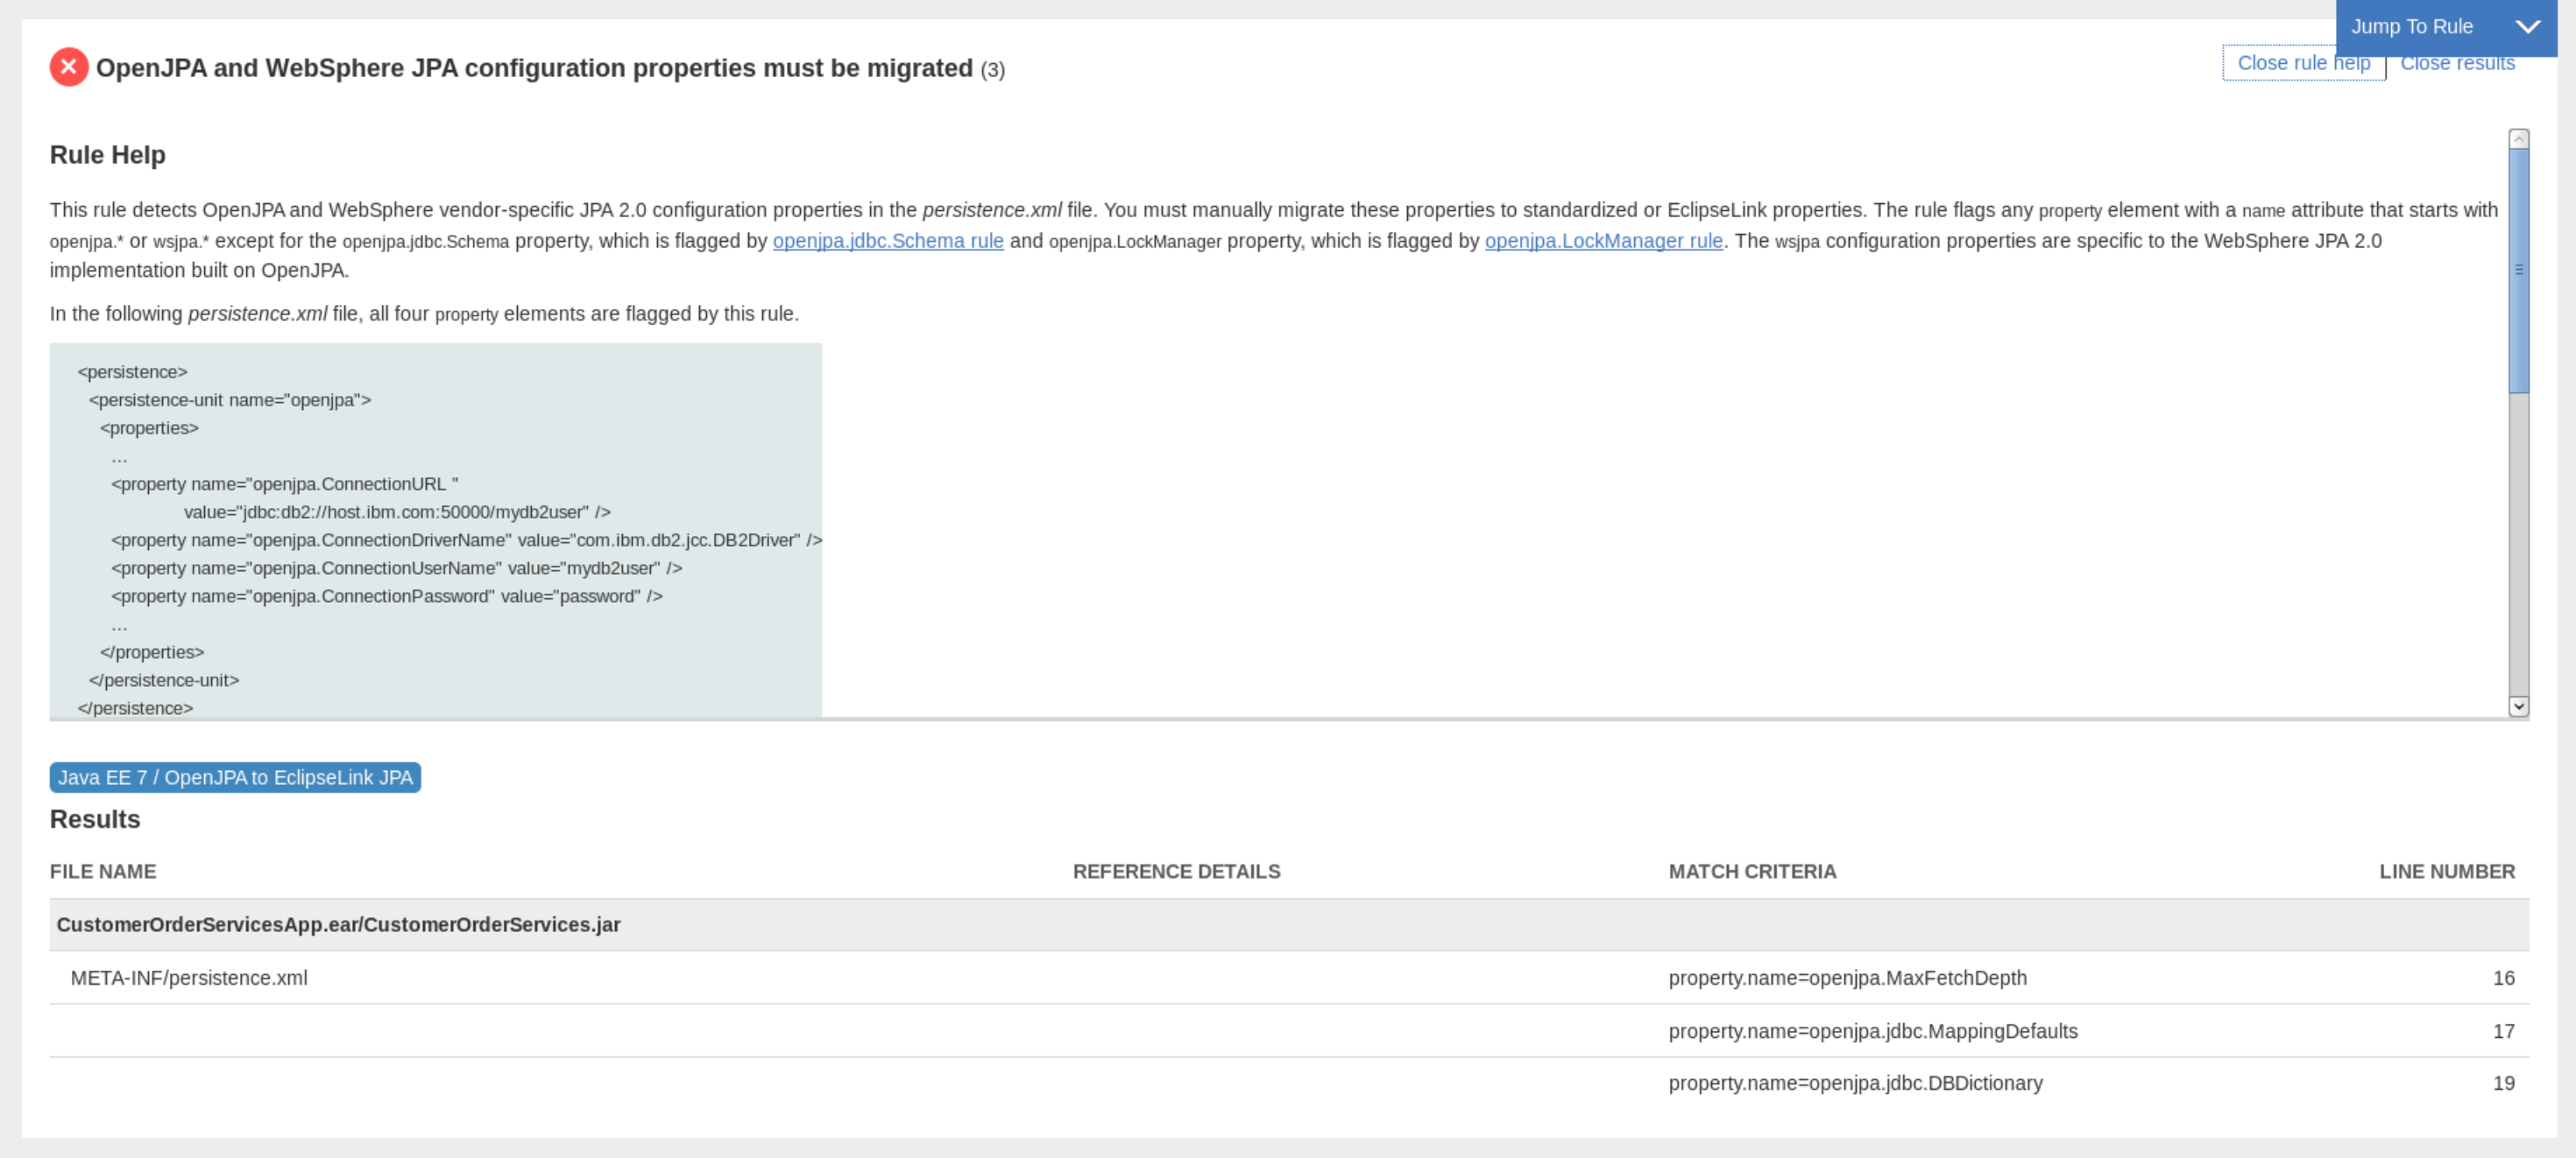 Jump To Rule
OpenJPA and WebSphere JPA configuration properties must be migrated (3)
Close rule help
Close results
Rule Help
This rule detects OpenJPA and WebSphere vendor-specific JPA 2.0 configuration properties in the persistence.xml file. You must manually migrate these properties to standardized or EclipseLink properties. The rule flags any property element with a name attribute that starts with
openjpa.* or wsjpa.* except for the openjpa.jdbc.Schema property, which is flagged by openjpa.jdbc.Schema rule and openjpa.LockManager property, which is flagged by openjpa.LockManager rule. The wsjpa configuration properties are specific to the WebSphere JPA 2.0
implementation built on OpenJPA.
In the following persistence.xml file, all four property elements are flagged by this rule.
<persistence>
<persistence-unit name="openjpa">
<properties>
...
<property name="openjpa.ConnectionURL "
value="jdbc:db2://host.ibm.com:50000/mydb2user" />
<property name="openjpa.ConnectionDriverName" value="com.ibm.db2.jcc.DB2Driver" />
<property name="openjpa.ConnectionUserName" value="mydb2user" />
<property name="openjpa.ConnectionPassword" value="password" />
...
</properties>
</persistence-unit>
</persistence>
Java EE 7 / OpenJPA to EclipseLink JPA
Results
FILE NAME REFERENCE DETAILS MATCH CRITERIA LINE NUMBER
CustomerOrderServicesApp.ear/CustomerOrderServices.jar
META-INF/persistence.xml property.name=openjpa.MaxFetchDepth 16
property.name=openjpa.jdbc.MappingDefaults 17
property.name=openjpa.jdbc.DBDictionary 19